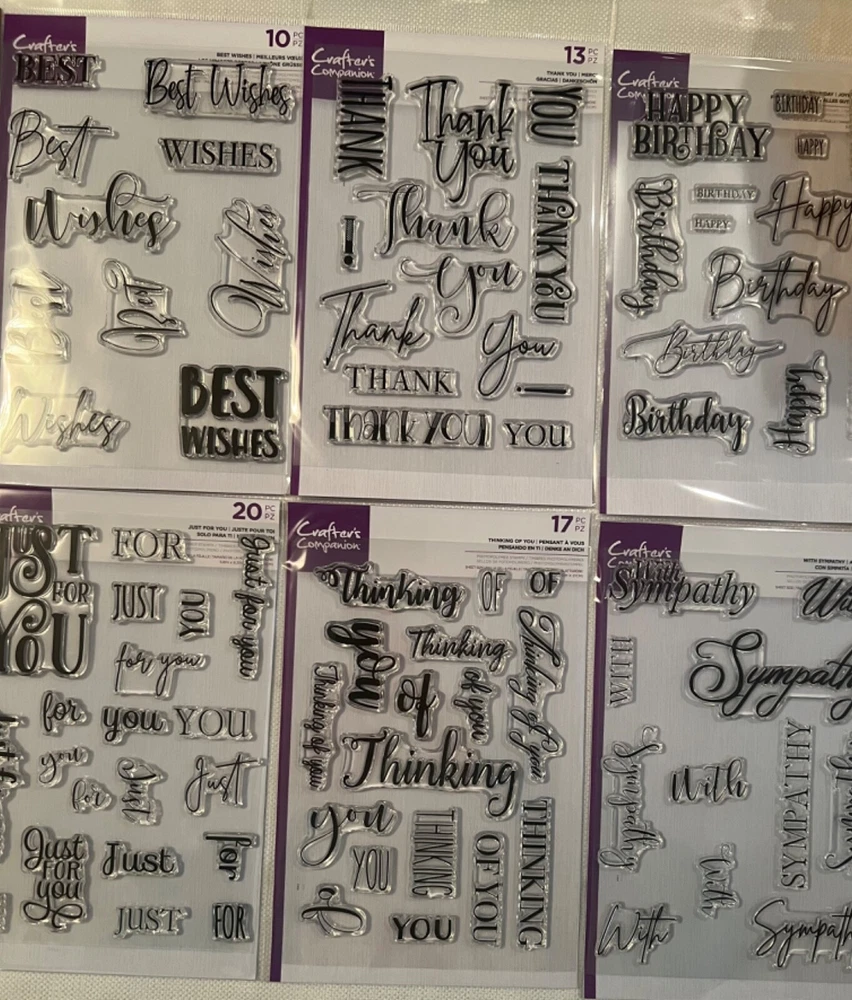 Crafter's
10 PC
PZ
BEST WISHES | MEILLEURS VŒUX
BEST
Best Wishes
Best
WISHES
Wishes
Wishes
Best
Best
Wishes
BEST
WISHES
Crafter's
Companion
13 PC
PZ
THANK YOU | MERCI
GRACIAS | DANKESCHÖN
THANK
Thank
You
YOU
Thank
!
THANK YOU
You
Thank
You
!
THANK
Thank you
YOU
Crafter's
HAPPY
BIRTHDAY
BIRTHDAY
HAPPY
Birthday
BIRTHDAY
HAPPY
Happy
Birthday
Birthday
Birthday
Happy
20 PC
PZ
JUST FOR YOU | JUSTE POUR TOI
SOLO PARA TI
JUST
FOR
YOU
FOR
Just for you
JUST
YOU
for you
for
you
YOU
you
for
Just
Just
Just
FOR
you
Just
for
JUST
FOR
Crafter's
Companion
17 PC
PZ
THINKING OF YOU | PENSANT À VOUS
PENSANDO EN TI | DENKE AN DICH
Thinking
OF
OF
you
Thinking
Thinking of you
Thinking of you
of
of you
Thinking
you
YOU
THINKING
OF YOU
THINKING
of
YOU
Crafter's
Companion
WITH SYMPATHY
With
Sympathy
WITH
Sympathy
Sympathy
With
SYMPATHY
Sympathy
With
With
Sympathy